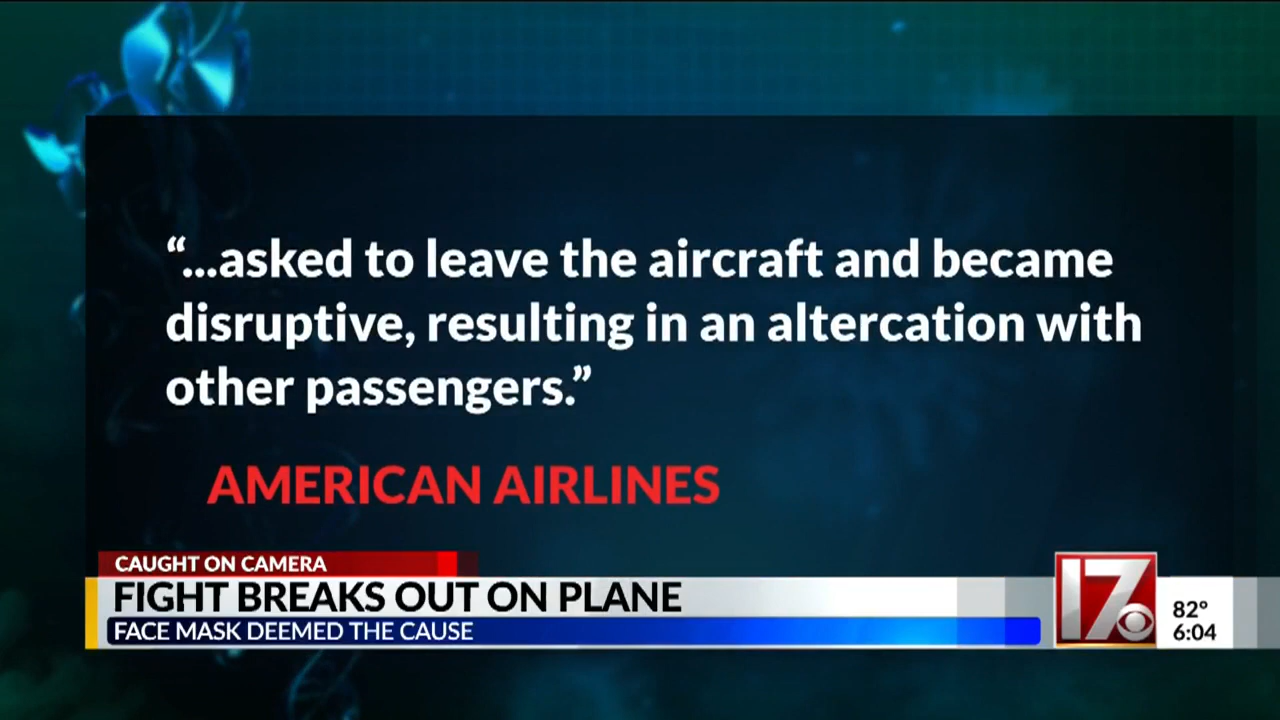 “...asked to leave the aircraft and became
disruptive, resulting in an altercation with
other passengers.”
AMERICAN AIRLINES
CAUGHT ON CAMERA
FIGHT BREAKS OUT ON PLANE
FACE MASK DEEMED THE CAUSE
17
82°
6:04